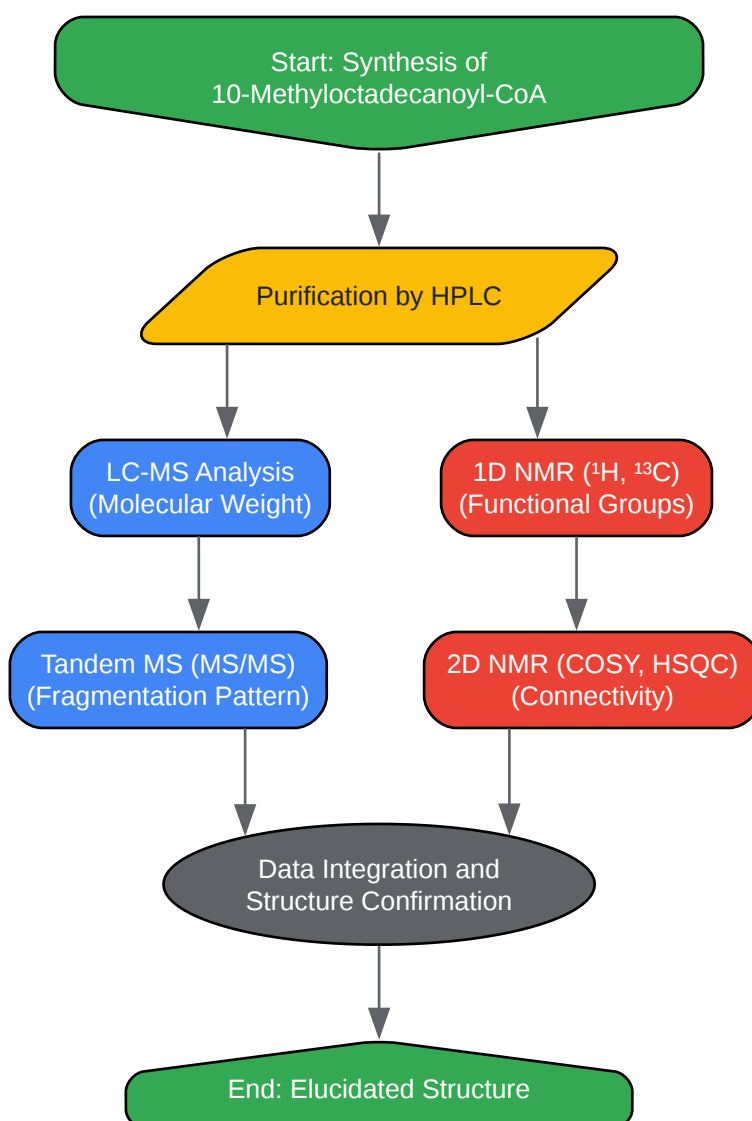 Start: Synthesis of
10-Methyloctadecanoyl-CoA
Purification by HPLC
LC-MS Analysis
(Molecular Weight)
1D NMR (¹H, ¹³C)
(Functional Groups)
Tandem MS (MS/MS)
(Fragmentation Pattern)
2D NMR (COSY, HSQC)
(Connectivity)
Data Integration and
Structure Confirmation
End: Elucidated Structure